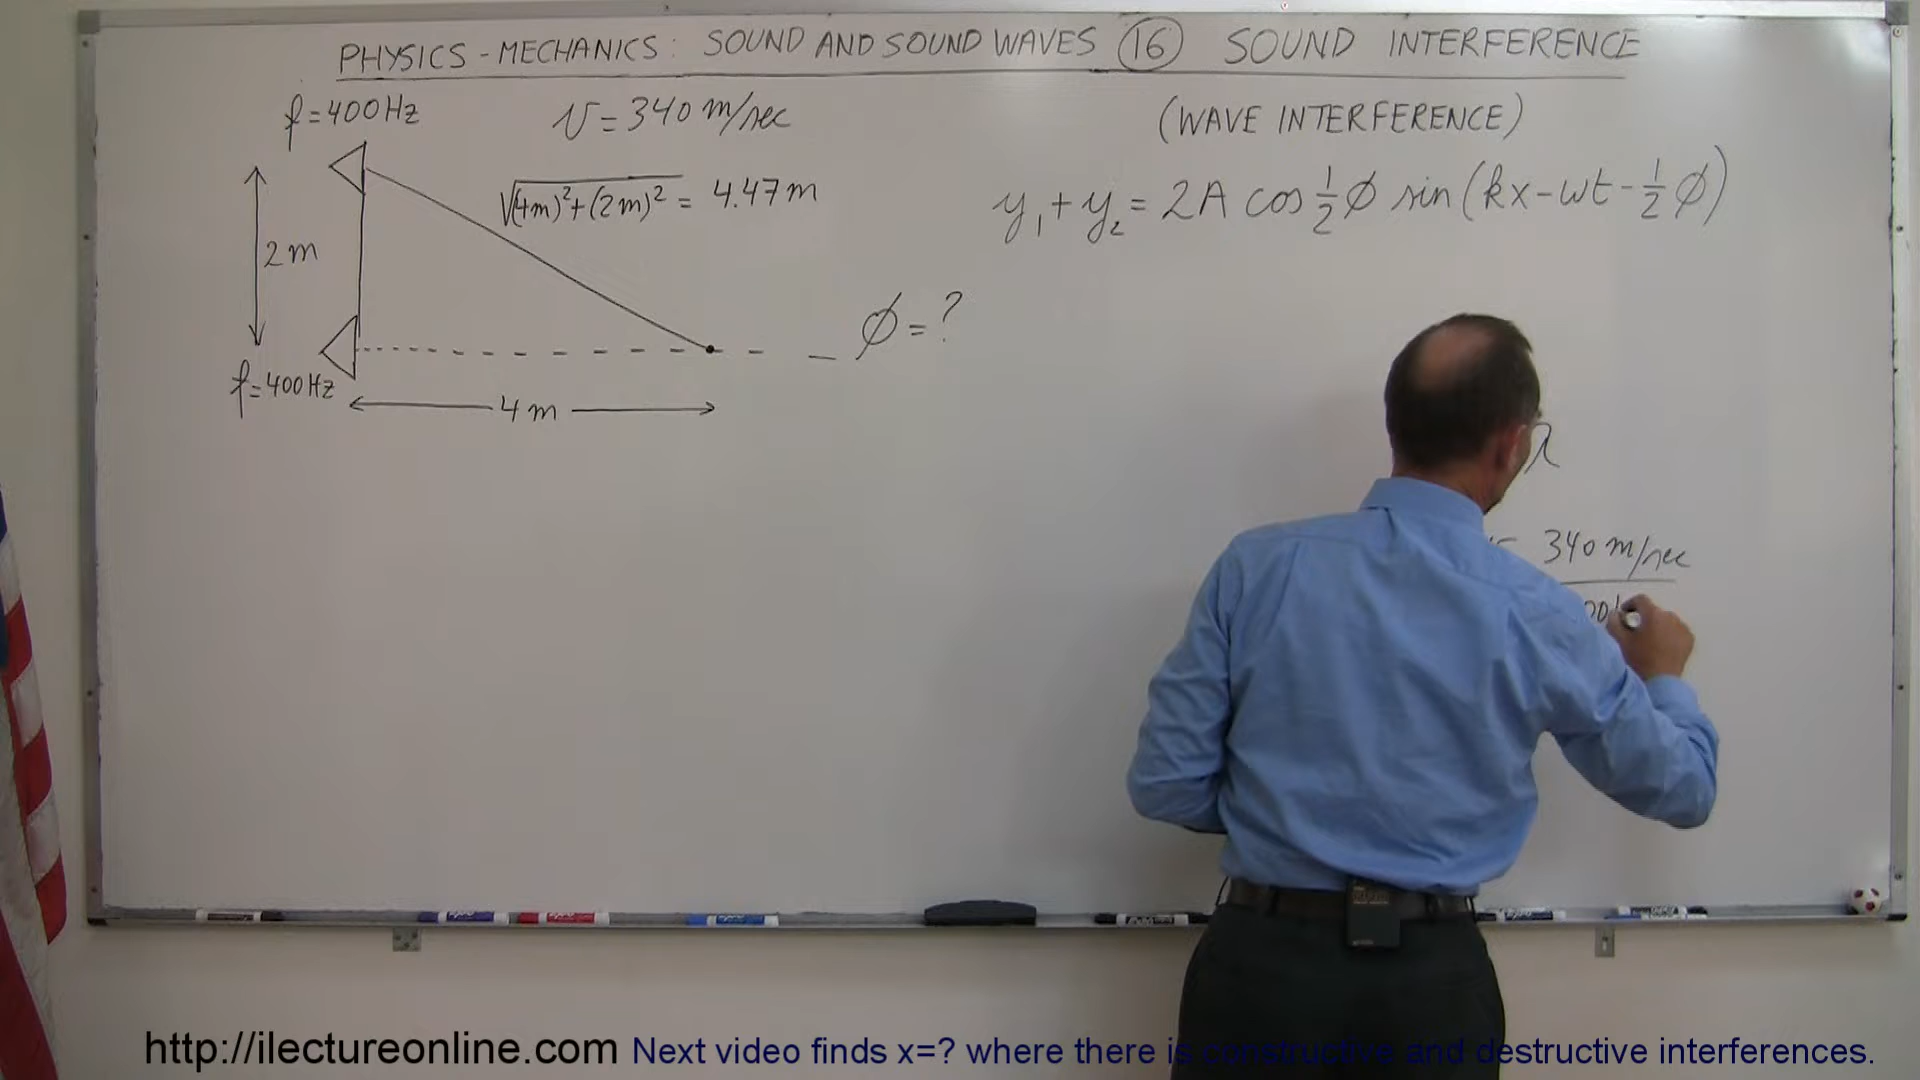 PHYSICS - MECHANICS: SOUND AND SOUND WAVES 16 SOUND INTERFERENCE
f = 400 Hz
v = 340 m/sec
(WAVE INTERFERENCE)
√(4m)²+(2m)² = 4.47 m
y₁ + y₂ = 2A cos ½ φ sin (kx - ωt - ½ φ)
2 m
φ = ?
f = 400 Hz
4 m
λ
340 m/sec
http://ilectureonline.com Next video finds x=? where there is constructive and destructive interferences.